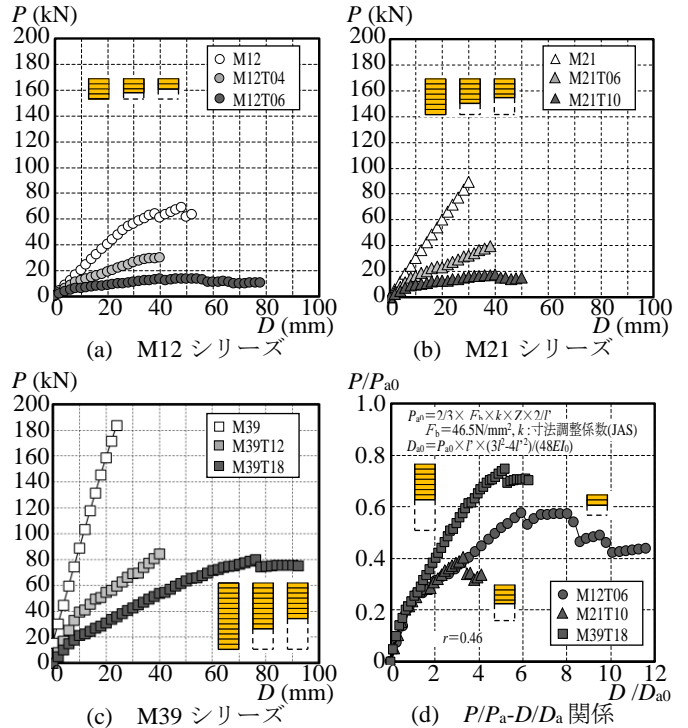 P (kN)
200
180
160
140
120
100
80
60
40
20
0
M12
M12T04
M12T06
0 20 40 60 80 100
D (mm)
(a) M12 シリーズ
P (kN)
200
180
160
140
120
100
80
60
40
20
0
M21
M21T06
M21T10
0 20 40 60 80 100
D (mm)
(b) M21 シリーズ
P (kN)
200
180
160
140
120
100
80
60
40
20
0
M39
M39T12
M39T18
0 20 40 60 80 100
D (mm)
(c) M39 シリーズ
P/Pa0
1.0
0.8
0.6
0.4
0.2
0.0
Pa0=2/3× Fb×k×Z×2/l'
Fb=46.5N/mm², k : 寸法調整係数(JAS)
Da0=Pa0×l'×(3l²-4l'²)/(48EI0)
M12T06
M21T10
M39T18
r=0.46
0 2 4 6 8 10 12
D /Da0
(d) P/Pa-D/Da 関係